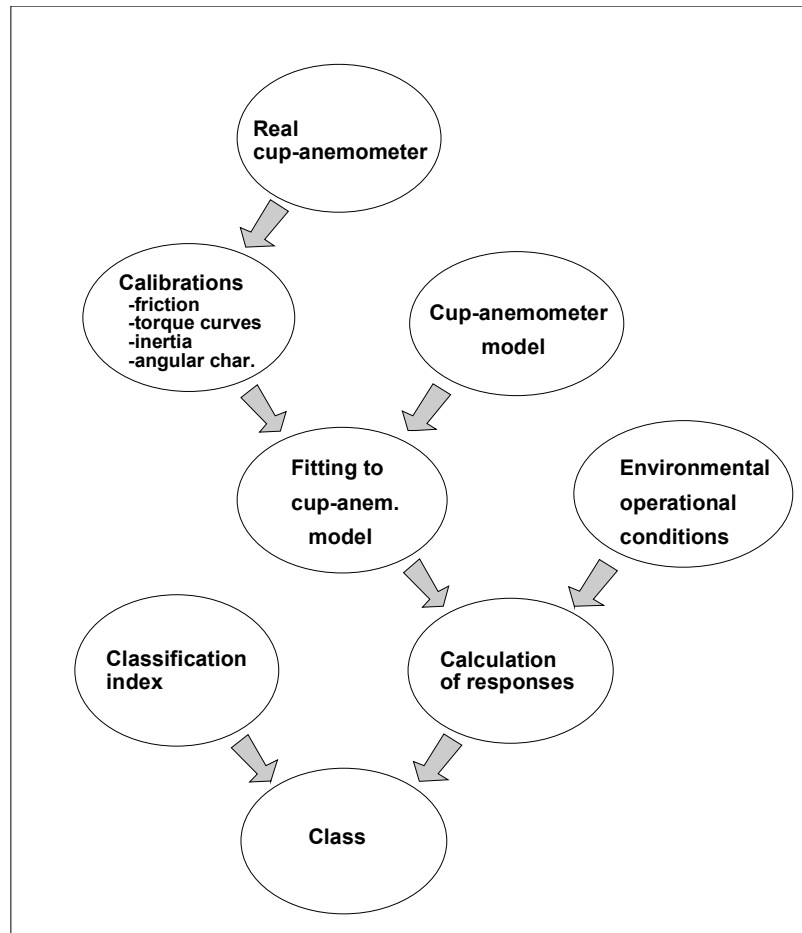 Real
cup-anemometer
Calibrations
-friction
-torque curves
-inertia
-angular char.
Cup-anemometer
model
Fitting to
cup-anem.
model
Environmental
operational
conditions
Classification
index
Calculation
of responses
Class